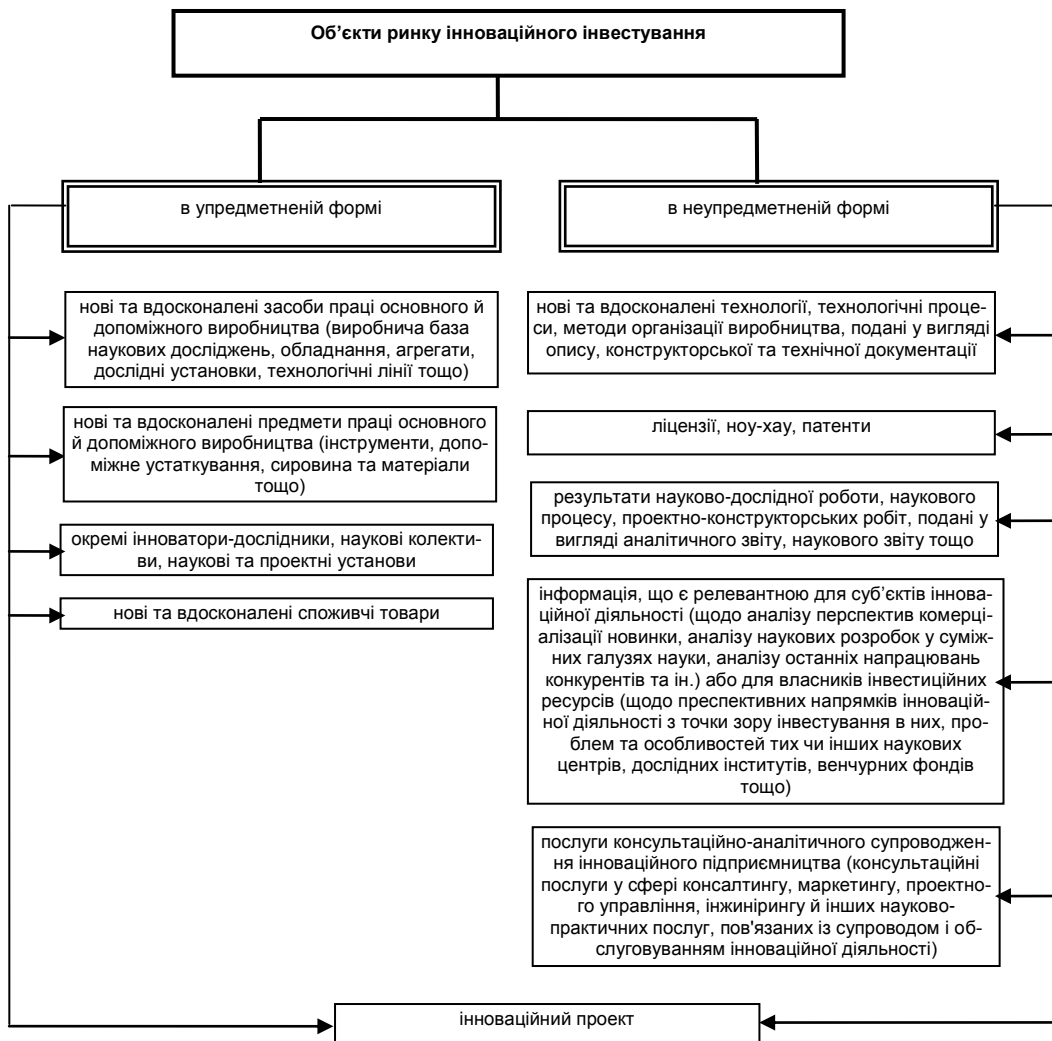 Об’єкти ринку інноваційного інвестування
в упредметненій формі
в неупредметненій формі
нові та вдосконалені засоби праці основного й
допоміжного виробництва (виробнича база
наукових досліджень, обладнання, агрегати,
дослідні установки, технологічні лінії тощо)
нові та вдосконалені предмети праці основного
й допоміжного виробництва (інструменти, допо-
міжне устаткування, сировина та матеріали
тощо)
окремі інноватори-дослідники, наукові колекти-
ви, наукові та проектні установи
нові та вдосконалені споживчі товари
нові та вдосконалені технології, технологічні проце-
си, методи організації виробництва, подані у вигляді
опису, конструкторської та технічної документації
ліцензії, ноу-хау, патенти
результати науково-дослідної роботи, наукового
процесу, проектно-конструкторських робіт, подані у
вигляді аналітичного звіту, наукового звіту тощо
інформація, що є релевантною для суб’єктів іннова-
ційної діяльності (щодо аналізу перспектив комерці-
алізації новинки, аналізу наукових розробок у суміж-
них галузях науки, аналізу останніх напрацювань
конкурентів та ін.) або для власників інвестиційних
ресурсів (щодо преспективних напрямків інновацій-
ної діяльності з точки зору інвестування в них, про-
блем та особливостей тих чи інших наукових
центрів, дослідних інститутів, венчурних фондів
тощо)
послуги консультаційно-аналітичного супроводжен-
ня інноваційного підприємництва (консультаційні
послуги у сфері консалтингу, маркетингу, проектно-
го управління, інжинірингу й інших науково-
практичних послуг, пов'язаних із супроводом і об-
слуговуванням інноваційної діяльності)
інноваційний проект